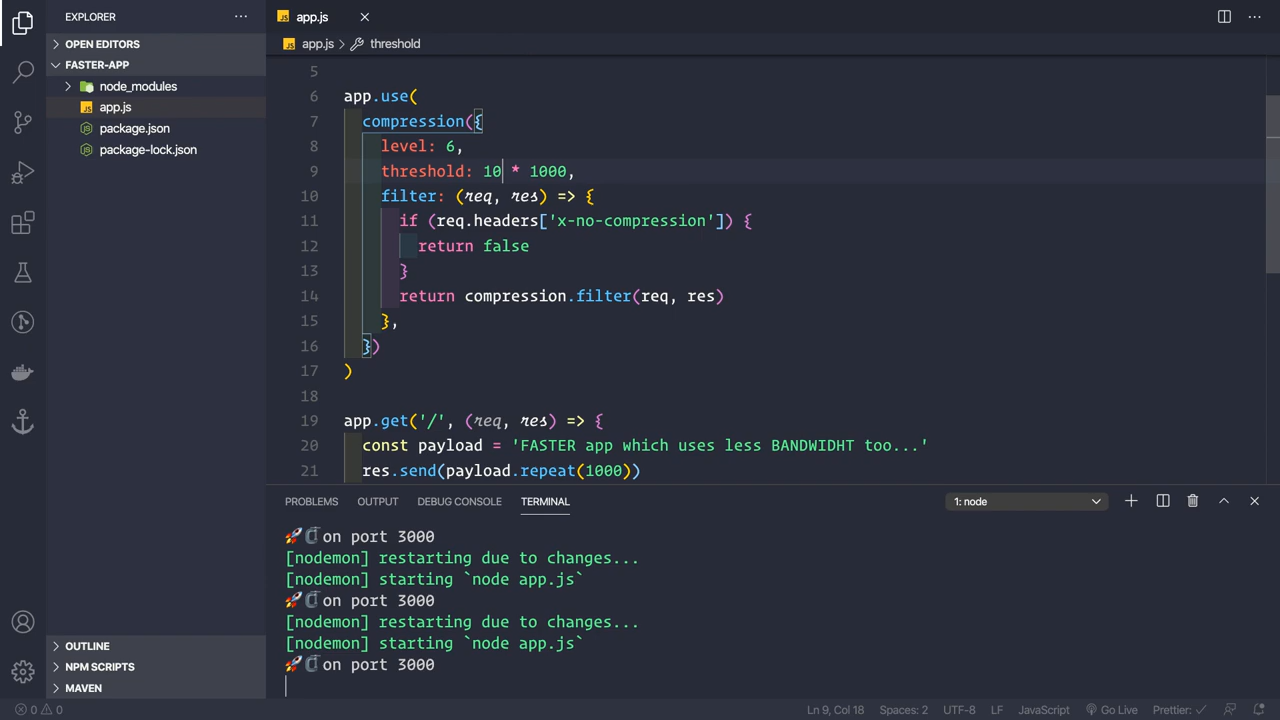 EXPLORER
OPEN EDITORS
FASTER-APP
node_modules
JS app.js
package.json
package-lock.json
OUTLINE
NPM SCRIPTS
MAVEN
JS app.js
JS app.js > threshold
5
6 app.use(
7 compression({
8 level: 6,
9 threshold: 10 * 1000,
10 filter: (req, res) => {
11 if (req.headers['x-no-compression']) {
12 return false
13 }
14 return compression.filter(req, res)
15 },
16 })
17 )
18
19 app.get('/', (req, res) => {
20 const payload = 'FASTER app which uses less BANDWIDHT too...'
21 res.send(payload.repeat(1000))
PROBLEMS OUTPUT DEBUG CONSOLE TERMINAL 1: node
🚀🗜️on port 3000
[nodemon] restarting due to changes...
[nodemon] starting `node app.js`
🚀🗜️on port 3000
[nodemon] restarting due to changes...
[nodemon] starting `node app.js`
🚀🗜️on port 3000
0 0 Ln 9, Col 18 Spaces: 2 UTF-8 LF JavaScript Go Live Prettier: ✓